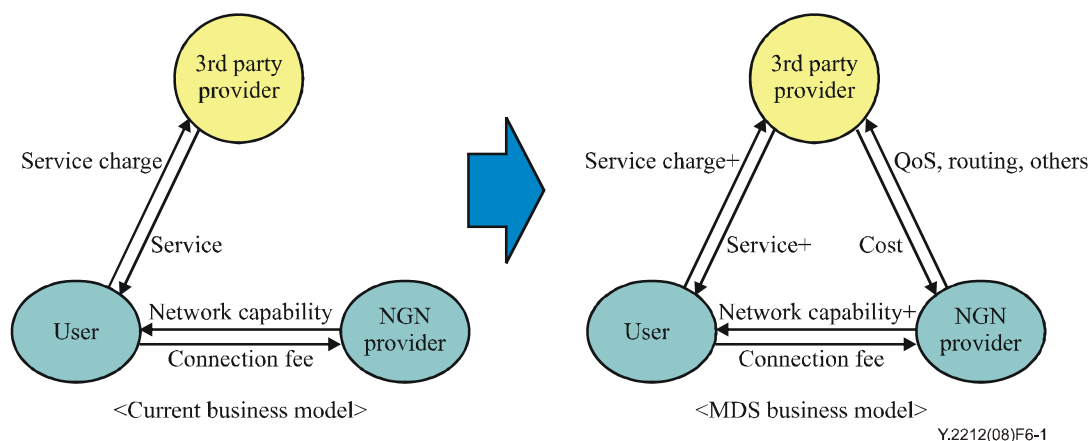 3rd party
provider
Service charge
Service
User
Network capability
Connection fee
NGN
provider
<Current business model>
3rd party
provider
Service charge+
QoS, routing, others
Service+
Cost
User
Network capability+
Connection fee
NGN
provider
<MDS business model>
Y.2212(08)F6-1